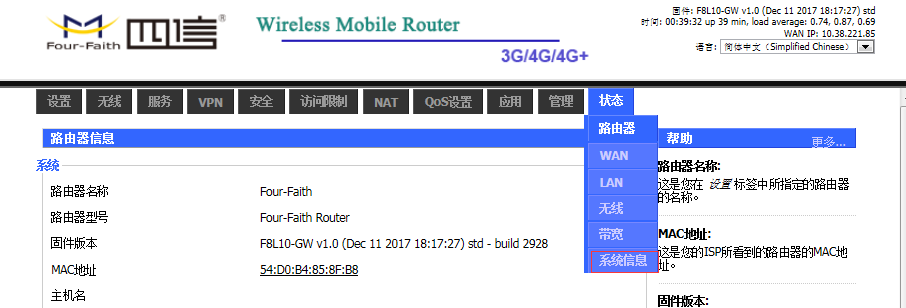 Four-Faith
四信
Wireless Mobile Router
3G/4G/4G+
固件: F8L10-GW v1.0 (Dec 11 2017 18:17:27) std
时间: 00:39:32 up 39 min, load average: 0.74, 0.87, 0.69
WAN IP: 10.38.221.85
语言: 简体中文 (Simplified Chinese)
设置 无线 服务 VPN 安全 访问限制 NAT QoS设置 应用 管理 状态
路由器
WAN
LAN
无线
带宽
系统信息
路由器信息
系统
路由器名称 Four-Faith
路由器型号 Four-Faith Router
固件版本 F8L10-GW v1.0 (Dec 11 2017 18:17:27) std - build 2928
MAC地址 54:D0:B4:85:8F:B8
主机名
帮助 更多...
路由器名称:
这是您在 设置 标签中所指定的路由器
的名称。
MAC地址:
这是您的ISP所看到的路由器的MAC地
址。
固件版本: